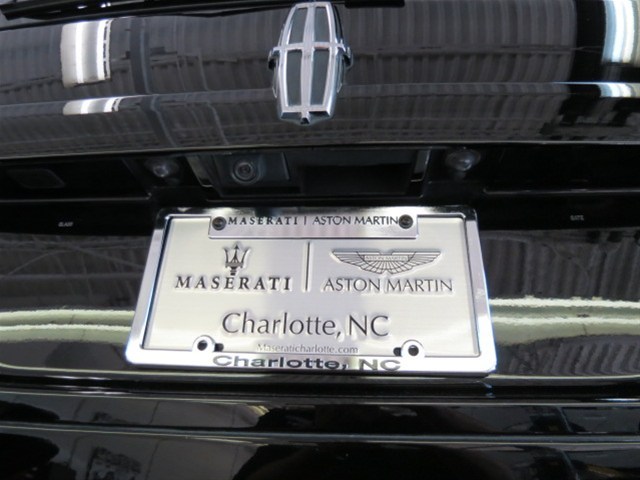 MASERATI | ASTON MARTIN
MASERATI | ASTON MARTIN
Charlotte, NC
Maseraticharlotte.com
Charlotte, NC